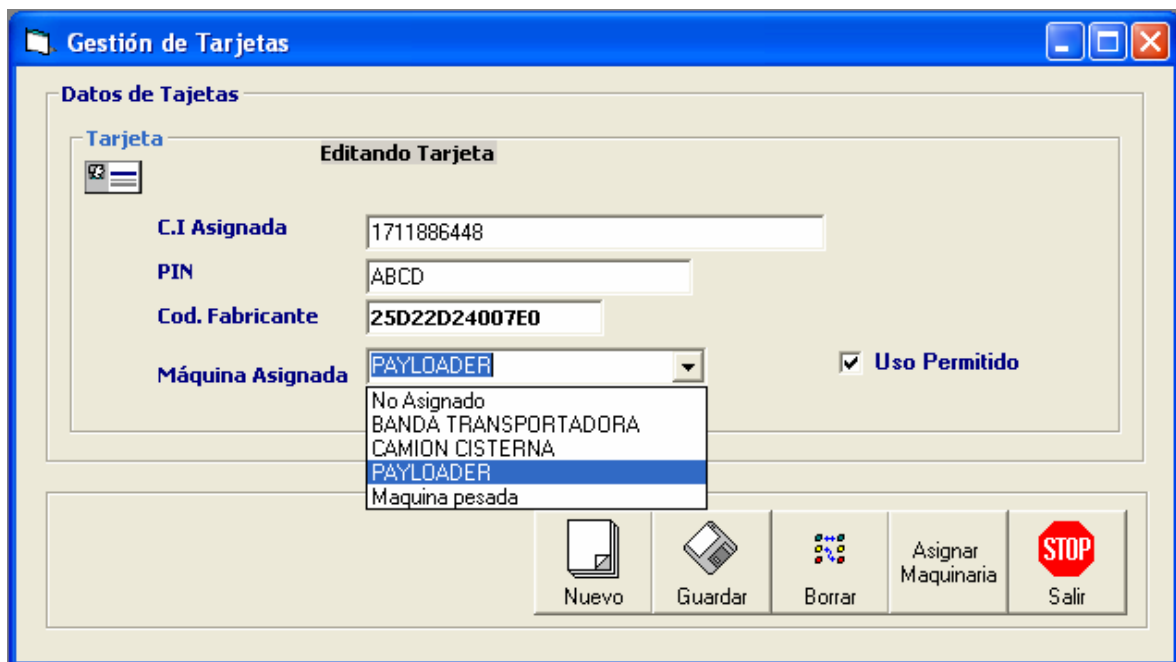 Gestión de Tarjetas
Datos de Tajetas
Tarjeta
Editando Tarjeta
C.I Asignada
1711886448
PIN
ABCD
Cod. Fabricante
25D22D24007E0
Máquina Asignada
PAYLOADER
Uso Permitido
No Asignado
BANDA TRANSPORTADORA
CAMION CISTERNA
PAYLOADER
Maquina pesada
Nuevo
Guardar
Borrar
Asignar
Maquinaria
STOP
Salir